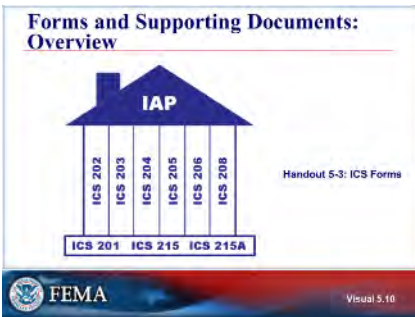 Forms and Supporting Documents:
Overview
IAP
ICS 202
ICS 203
ICS 204
ICS 205
ICS 206
ICS 208
ICS 201 ICS 215 ICS 215A
Handout 5-3: ICS Forms
FEMA
Visual 5.10